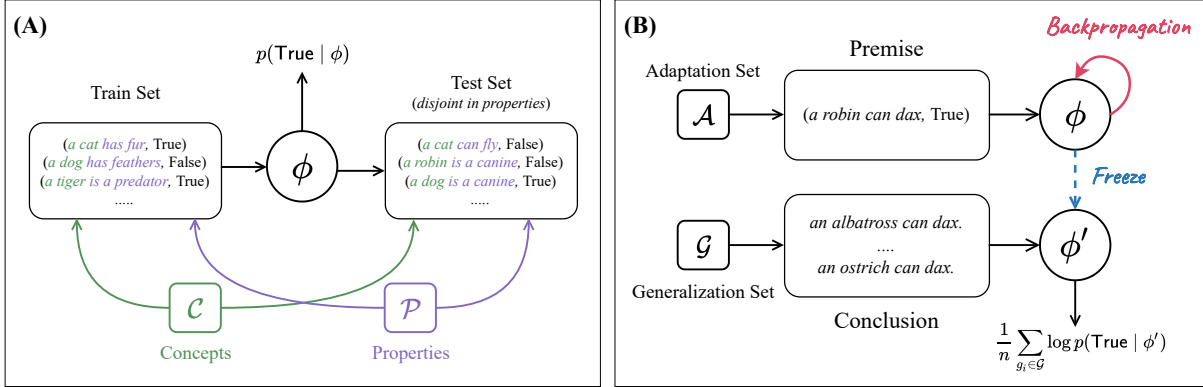 (A)
p(True | ϕ)
Train Set
Test Set
(disjoint in properties)
(a cat has fur, True)
(a dog has feathers, False)
(a tiger is a predator, True)
.....
ϕ
(a cat can fly, False)
(a robin is a canine, False)
(a dog is a canine, True)
.....
C
P
Concepts
Properties
(B)
Backpropagation
Premise
Adaptation Set
A
(a robin can dax, True)
ϕ
Freeze
G
an albatross can dax.
....
an ostrich can dax.
ϕ′
Generalization Set
Conclusion
1/n ∑_{g_i∈G} log p(True | ϕ′)